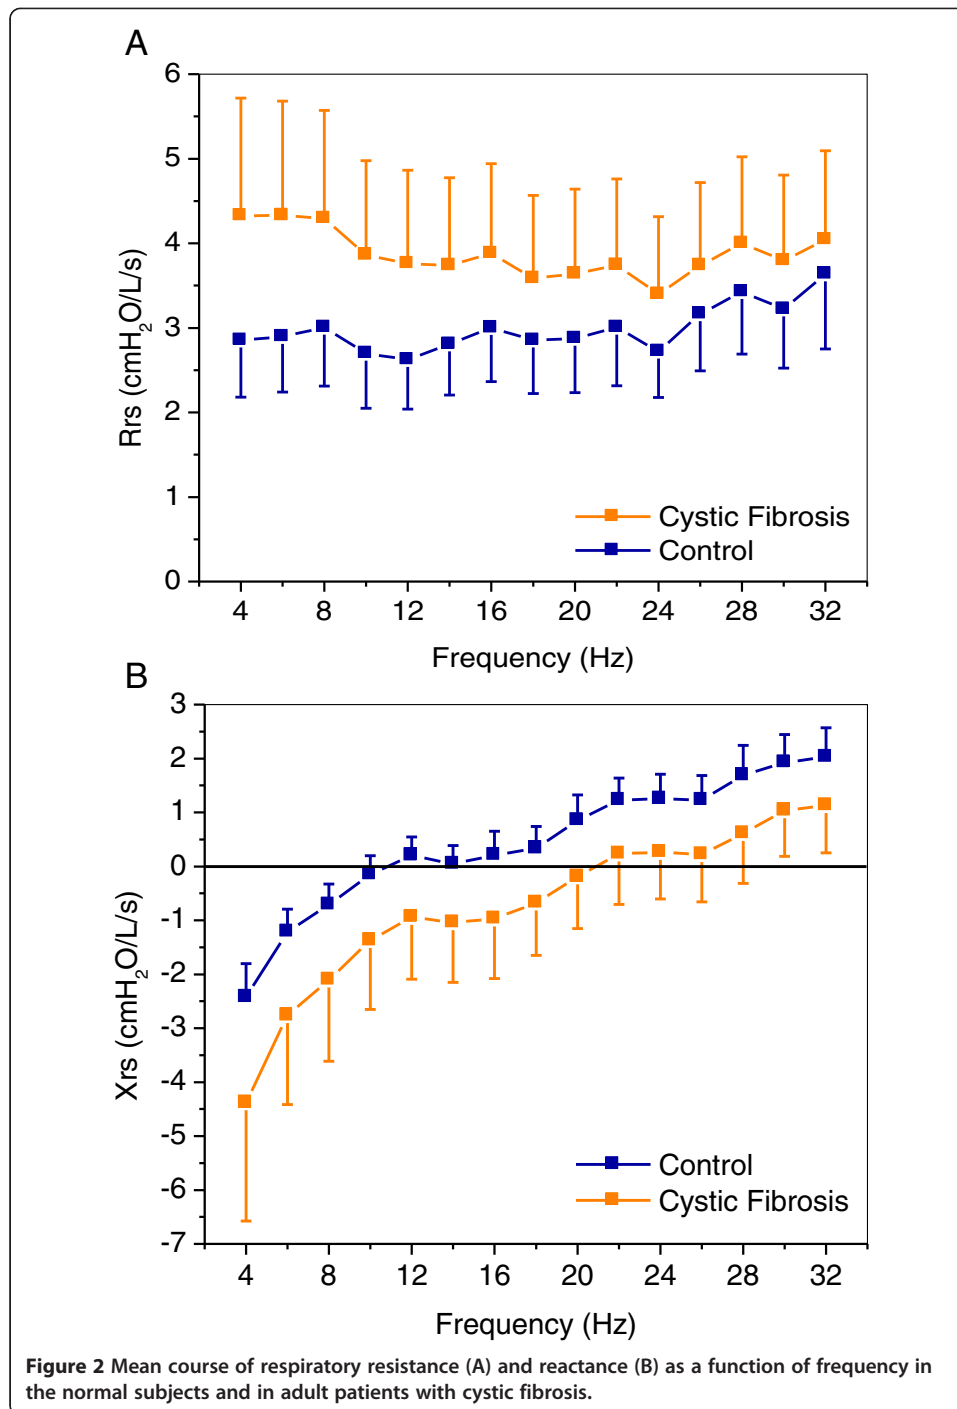 A
6
5
4
3
2
1
0
Rrs (cmH₂O/L/s)
Cystic Fibrosis
Control
4 8 12 16 20 24 28 32
Frequency (Hz)
B
3
2
1
0
-1
-2
-3
-4
-5
-6
-7
Xrs (cmH₂O/L/s)
Control
Cystic Fibrosis
4 8 12 16 20 24 28 32
Frequency (Hz)
Figure 2 Mean course of respiratory resistance (A) and reactance (B) as a function of frequency in
the normal subjects and in adult patients with cystic fibrosis.